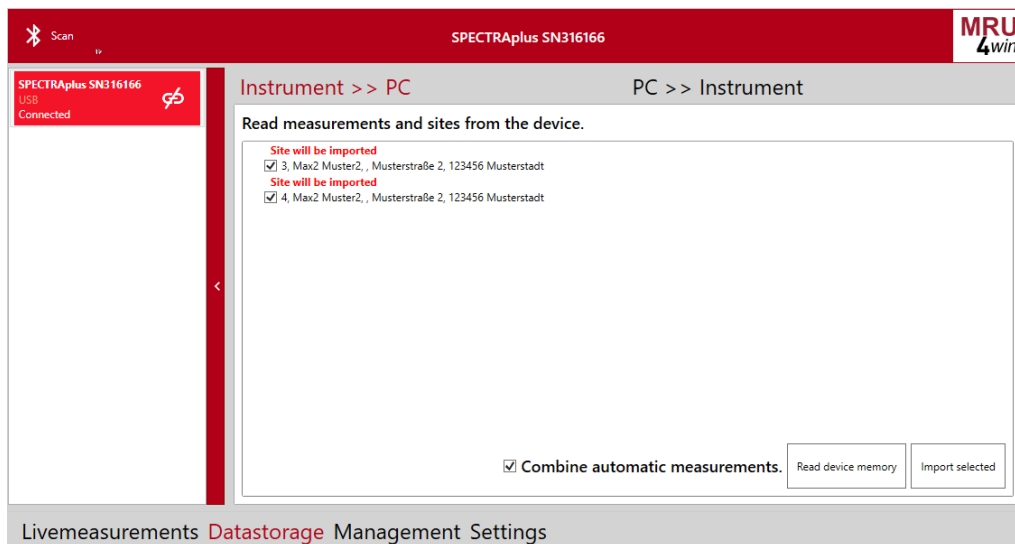 Scan
SPECTRAplus SN316166
MRU
4win
SPECTRAplus SN316166
USB
Connected
Instrument >> PC
PC >> Instrument
Read measurements and sites from the device.
Site will be imported
3, Max2 Muster2, , Musterstraße 2, 123456 Musterstadt
Site will be imported
4, Max2 Muster2, , Musterstraße 2, 123456 Musterstadt
Combine automatic measurements.
Read device memory
Import selected
Livemeasurements Datastorage Management Settings